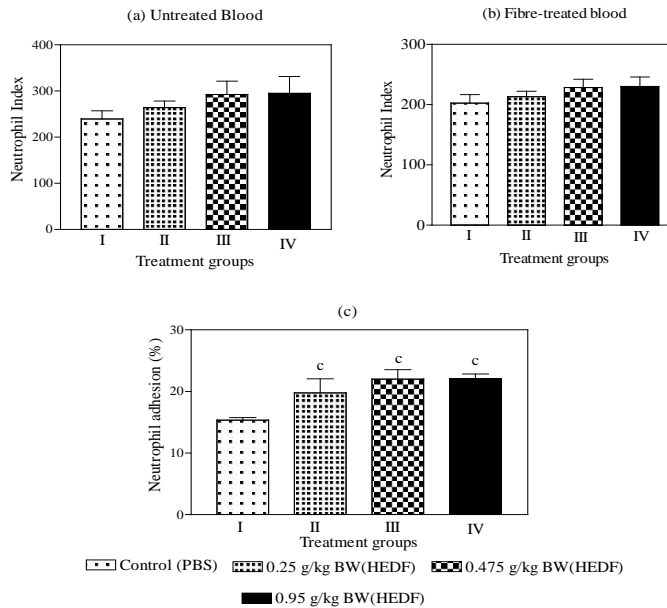 (a) Untreated Blood
Neutrophil Index
400
300
200
100
0
I II III IV
Treatment groups
(b) Fibre-treated blood
Neutrophil Index
300
200
100
0
I II III IV
Treatment groups
(c)
Neutrophil adhesion (%)
30
20
10
0
c c c
I II III IV
Treatment groups
Control (PBS) 0.25 g/kg BW(HEDF) 0.475 g/kg BW(HEDF)
0.95 g/kg BW(HEDF)